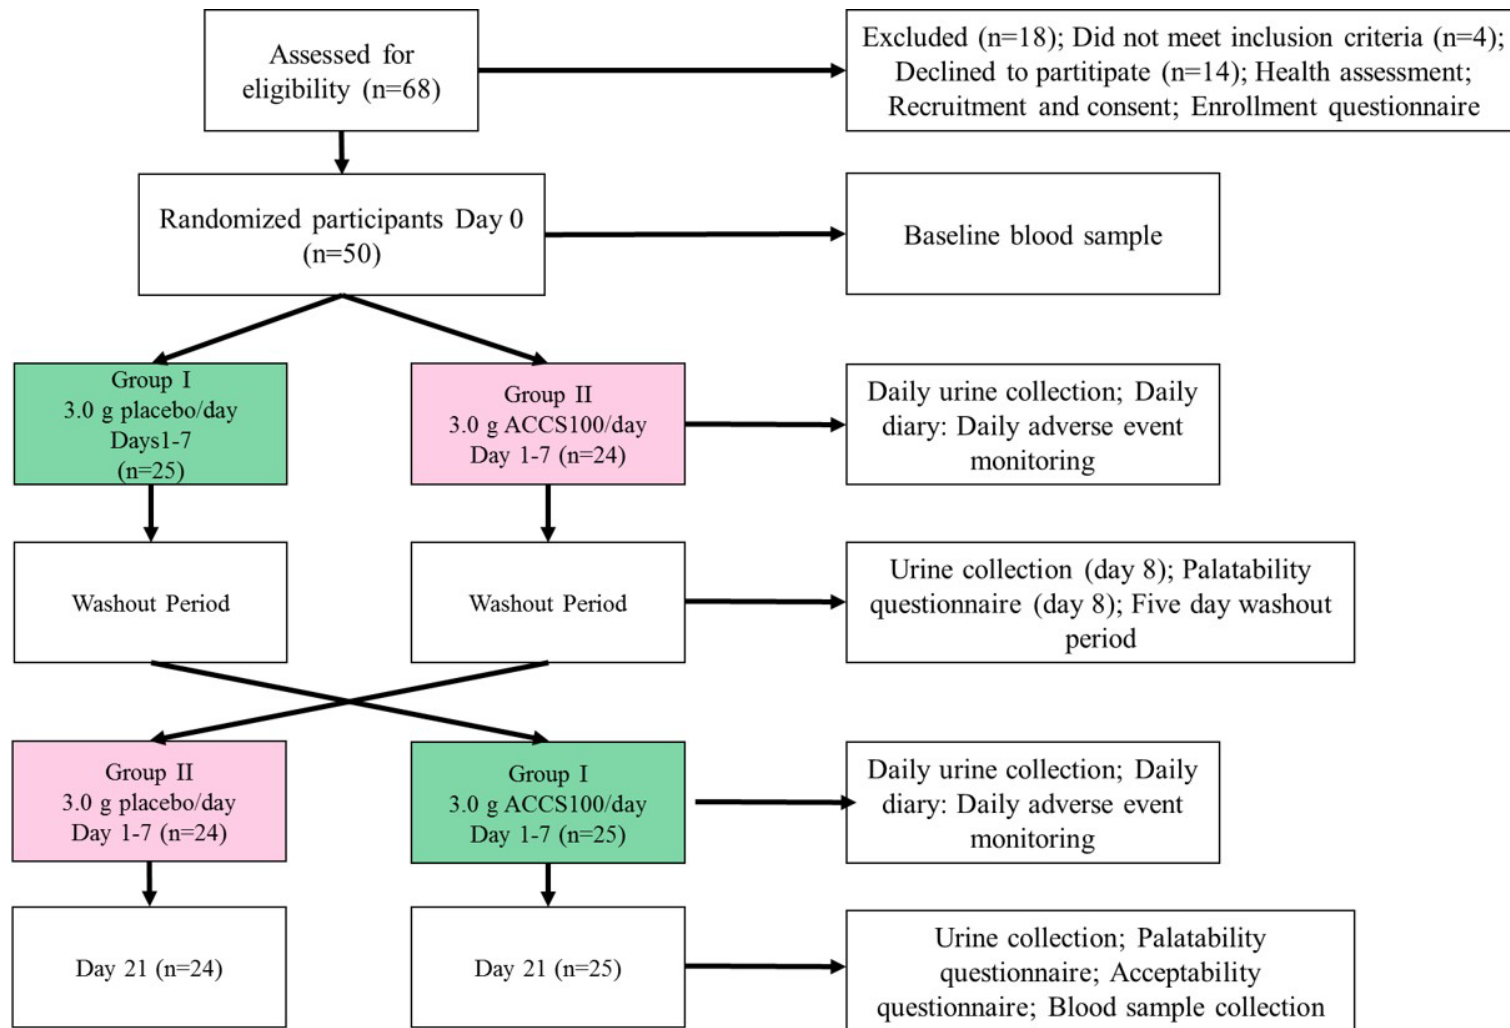 Assessed for
eligibility (n=68)
Excluded (n=18); Did not meet inclusion criteria (n=4);
Declined to partitipate (n=14); Health assessment;
Recruitment and consent; Enrollment questionnaire
Randomized participants Day 0
(n=50)
Baseline blood sample
Group I
3.0 g placebo/day
Days1-7
(n=25)
Group II
3.0 g ACCS100/day
Day 1-7 (n=24)
Daily urine collection; Daily
diary: Daily adverse event
monitoring
Washout Period
Washout Period
Urine collection (day 8); Palatability
questionnaire (day 8); Five day washout
period
Group II
3.0 g placebo/day
Day 1-7 (n=24)
Group I
3.0 g ACCS100/day
Day 1-7 (n=25)
Daily urine collection; Daily
diary: Daily adverse event
monitoring
Day 21 (n=24)
Day 21 (n=25)
Urine collection; Palatability
questionnaire; Acceptability
questionnaire; Blood sample collection